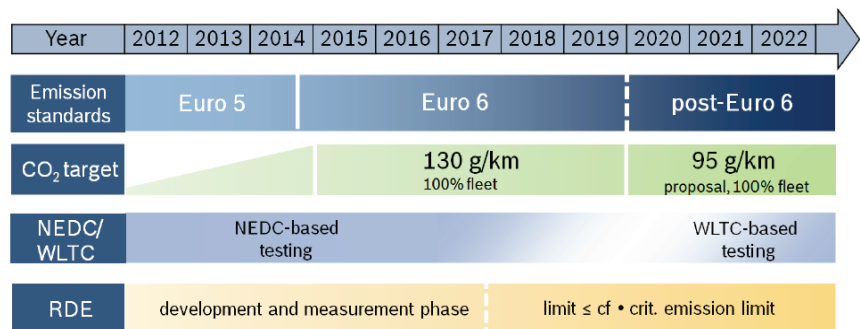 Year 2012 2013 2014 2015 2016 2017 2018 2019 2020 2021 2022
Emission
standards
Euro 5 Euro 6 post-Euro 6
CO₂ target
130 g/km
100% fleet
95 g/km
proposal, 100% fleet
NEDC/
WLTC
NEDC-based
testing
WLTC-based
testing
RDE
development and measurement phase
limit ≤ cf • crit. emission limit